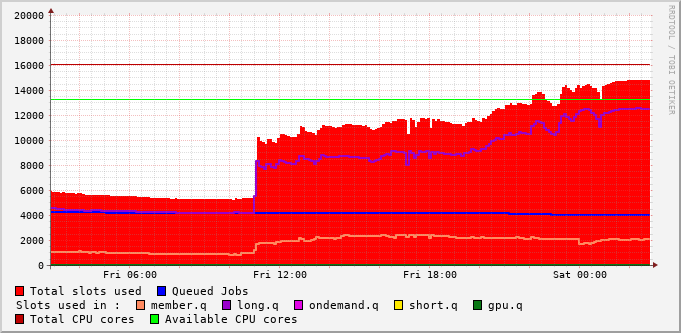 20000
18000
16000
14000
12000
10000
8000
6000
4000
2000
0
Fri 06:00 Fri 12:00 Fri 18:00 Sat 00:00
Total slots used Queued Jobs
Slots used in : member.q long.q ondemand.q short.q gpu.q
Total CPU cores Available CPU cores
RRDTOOL / TOBI OETIKER